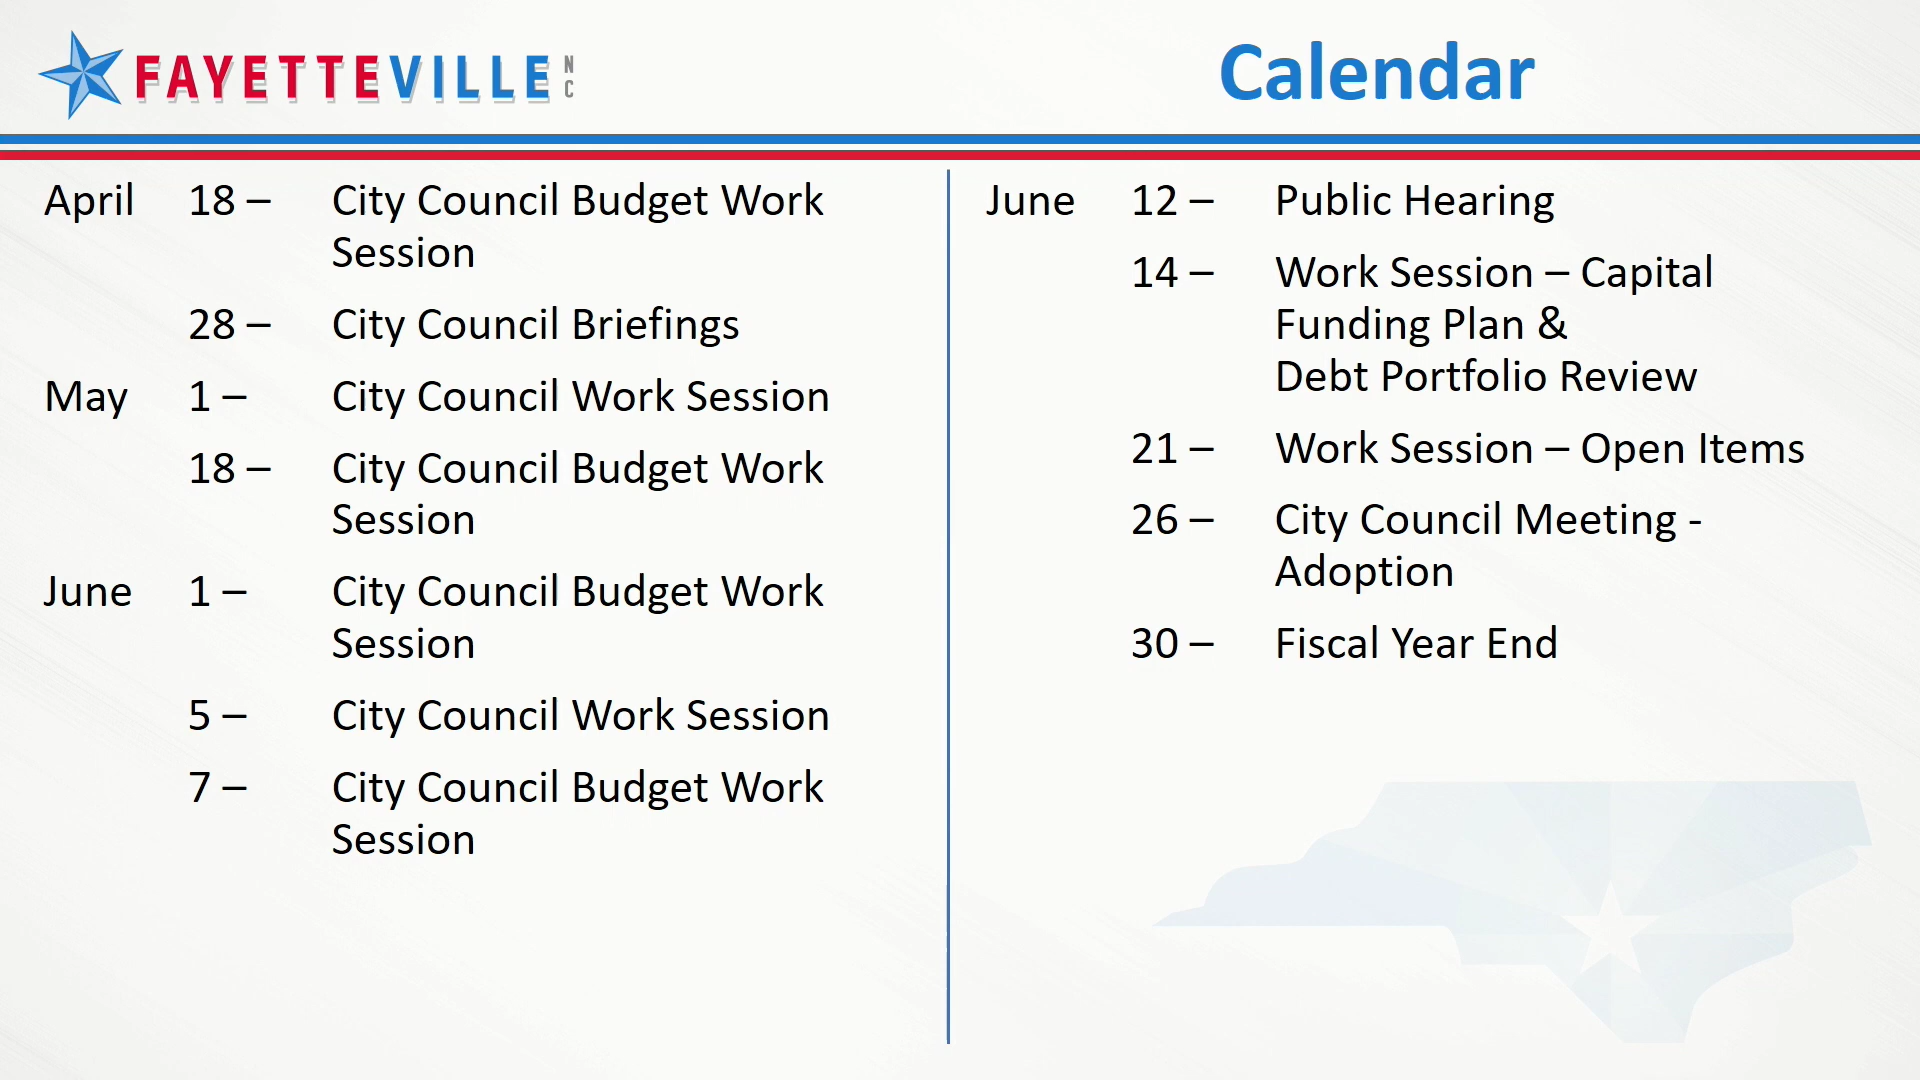 FAYETTEVILLE NC
Calendar
April 18 – City Council Budget Work
Session
28 – City Council Briefings
May 1 – City Council Work Session
18 – City Council Budget Work
Session
June 1 – City Council Budget Work
Session
5 – City Council Work Session
7 – City Council Budget Work
Session
June 12 – Public Hearing
14 – Work Session – Capital
Funding Plan &
Debt Portfolio Review
21 – Work Session – Open Items
26 – City Council Meeting -
Adoption
30 – Fiscal Year End